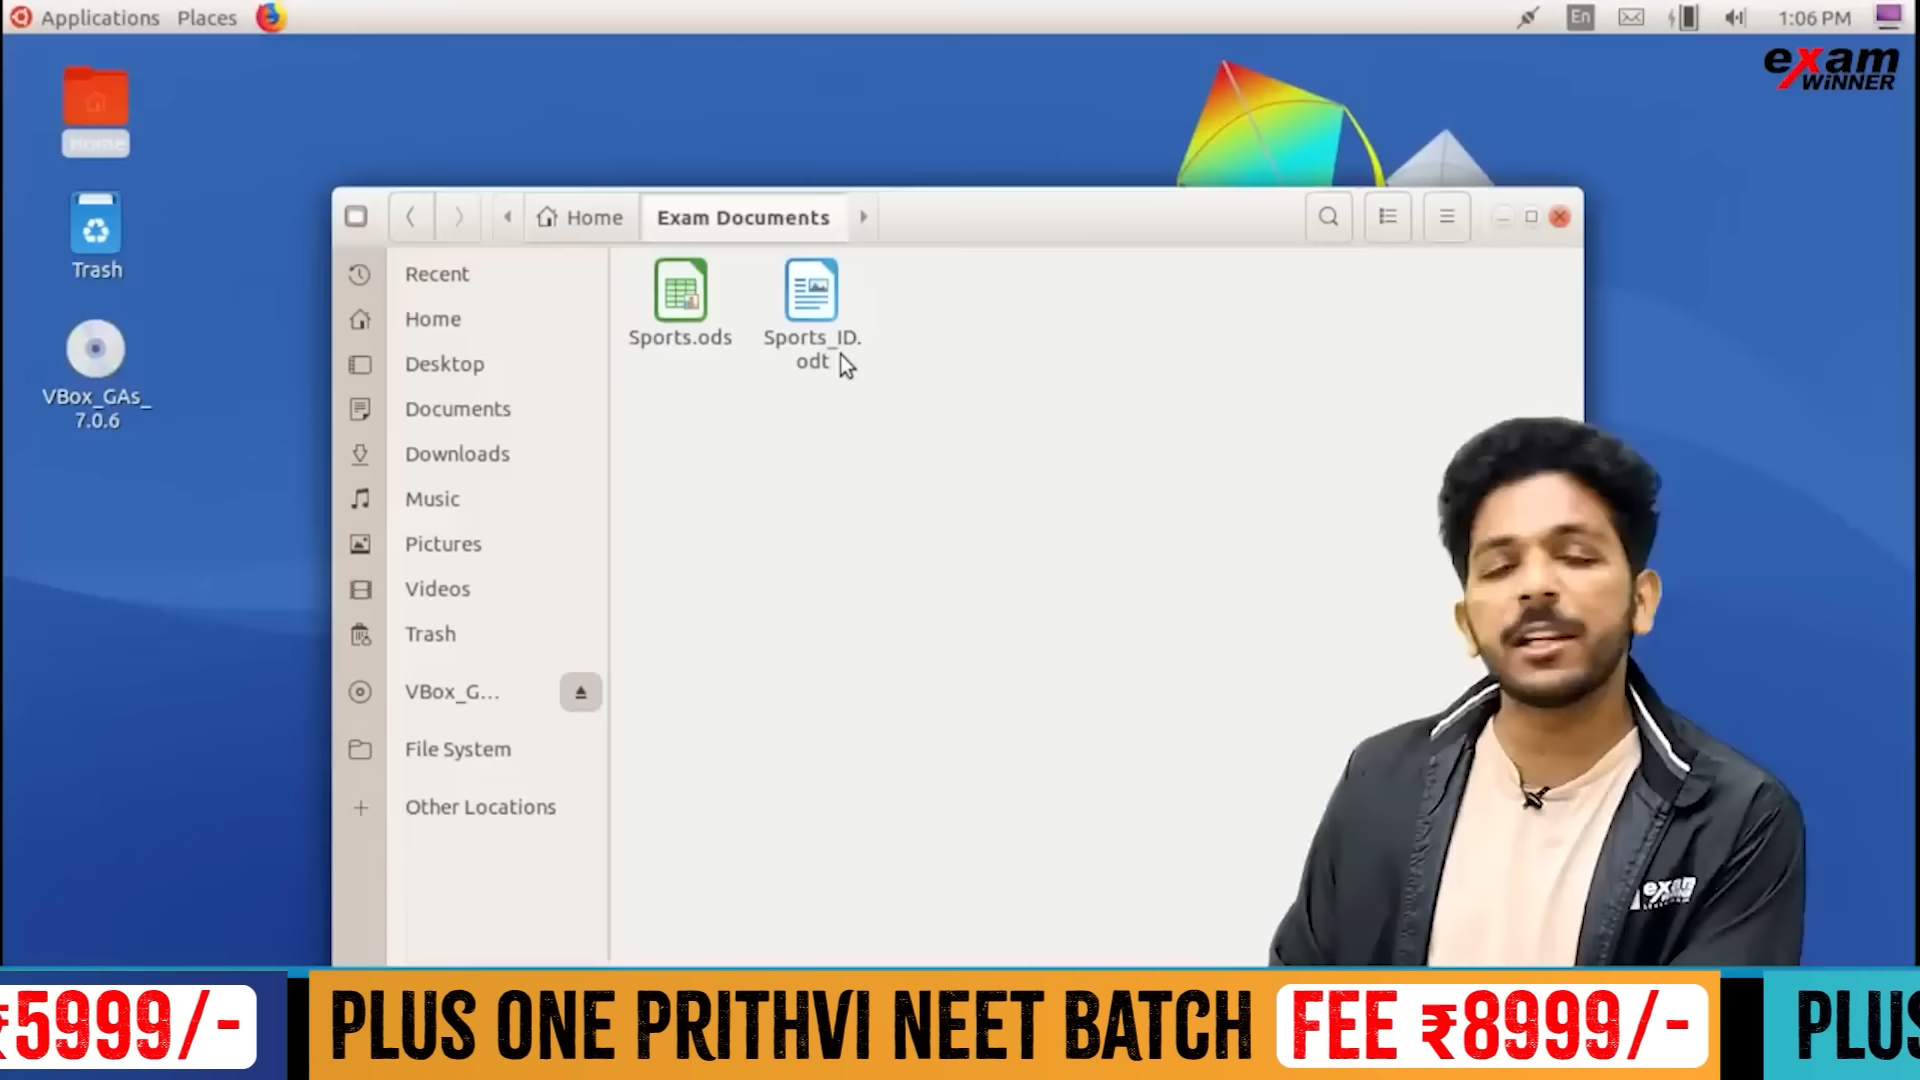 Applications Places
En
1:06 PM
exam
WiNNER
Home
Trash
VBox_GAs_
7.0.6
Home
Exam Documents
Recent
Home
Desktop
Documents
Downloads
Music
Pictures
Videos
Trash
VBox_G...
File System
Other Locations
Sports.ods
Sports_ID.
odt
exam
₹5999/-
PLUS ONE PRITHVI NEET BATCH
FEE ₹8999/-
PLUS